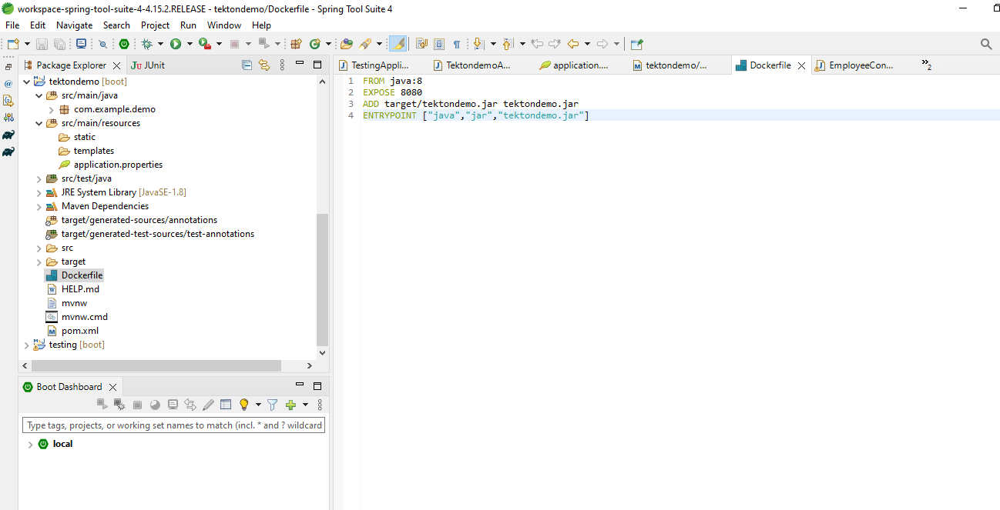 workspace-spring-tool-suite-4-4.15.2.RELEASE - tektondemo/Dockerfile - Spring Tool Suite 4
File Edit Navigate Search Project Run Window Help
Package Explorer
JUnit
tektondemo [boot]
src/main/java
com.example.demo
src/main/resources
static
templates
application.properties
src/test/java
JRE System Library [JavaSE-1.8]
Maven Dependencies
target/generated-sources/annotations
target/generated-test-sources/test-annotations
src
target
Dockerfile
HELP.md
mvnw
mvnw.cmd
pom.xml
testing [boot]
Boot Dashboard
Type tags, projects, or working set names to match (incl. * and ? wildcard
local
TestingAppli...
TektondemoA...
application....
tektondemo/...
Dockerfile
EmployeeCon...
»2
1 FROM java:8
2 EXPOSE 8080
3 ADD target/tektondemo.jar tektondemo.jar
4 ENTRYPOINT ["java","jar","tektondemo.jar"]